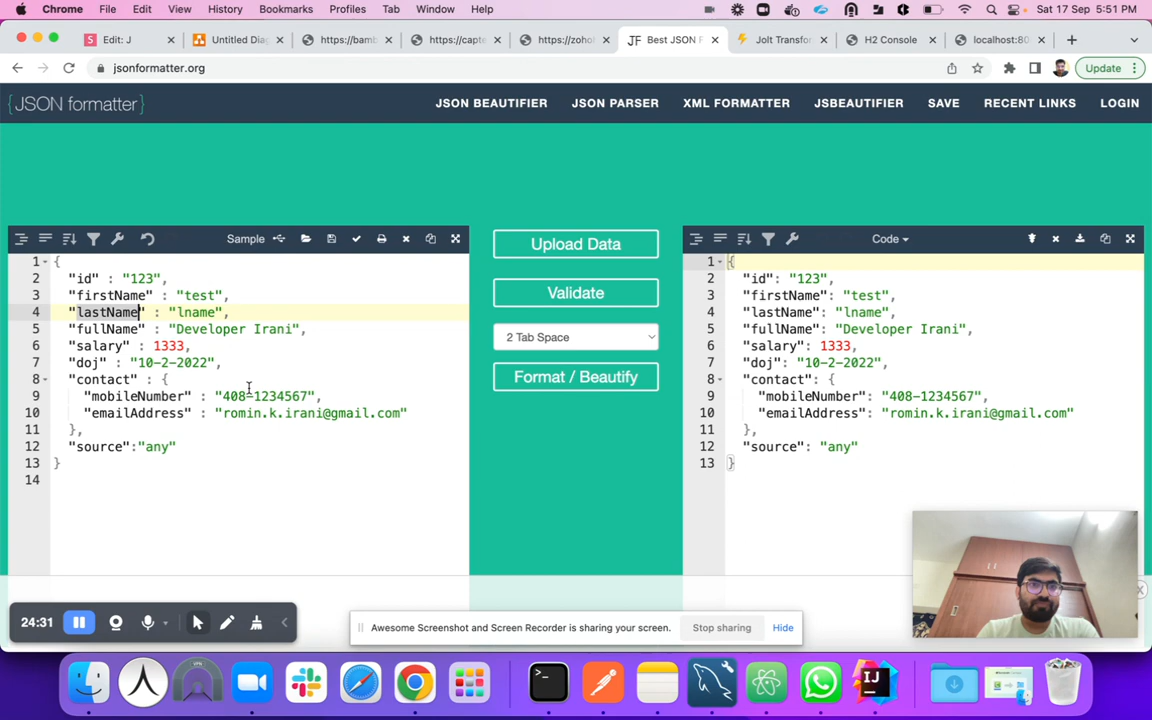 Chrome File Edit View History Bookmarks Profiles Tab Window Help Sat 17 Sep 5:51 PM
Edit: J Untitled Dia https://bamb https://capte https://zoho Best JSON F Jolt Transfo H2 Console localhost:80
jsonformatter.org Update
{JSON formatter} JSON BEAUTIFIER JSON PARSER XML FORMATTER JSBEAUTIFIER SAVE RECENT LINKS LOGIN
Sample
1 {
2 "id" : "123",
3 "firstName" : "test",
4 "lastName" : "lname",
5 "fullName" : "Developer Irani",
6 "salary" : 1333,
7 "doj" : "10-2-2022",
8 "contact" : {
9 "mobileNumber" : "408-1234567",
10 "emailAddress" : "romin.k.irani@gmail.com"
11 },
12 "source":"any"
13 }
14
Upload Data
Validate
2 Tab Space
Format / Beautify
Code
1 {
2 "id": "123",
3 "firstName": "test",
4 "lastName": "lname",
5 "fullName": "Developer Irani",
6 "salary": 1333,
7 "doj": "10-2-2022",
8 "contact": {
9 "mobileNumber": "408-1234567",
10 "emailAddress": "romin.k.irani@gmail.com"
11 },
12 "source": "any"
13 }
24:31
Awesome Screenshot and Screen Recorder is sharing your screen. Stop sharing Hide